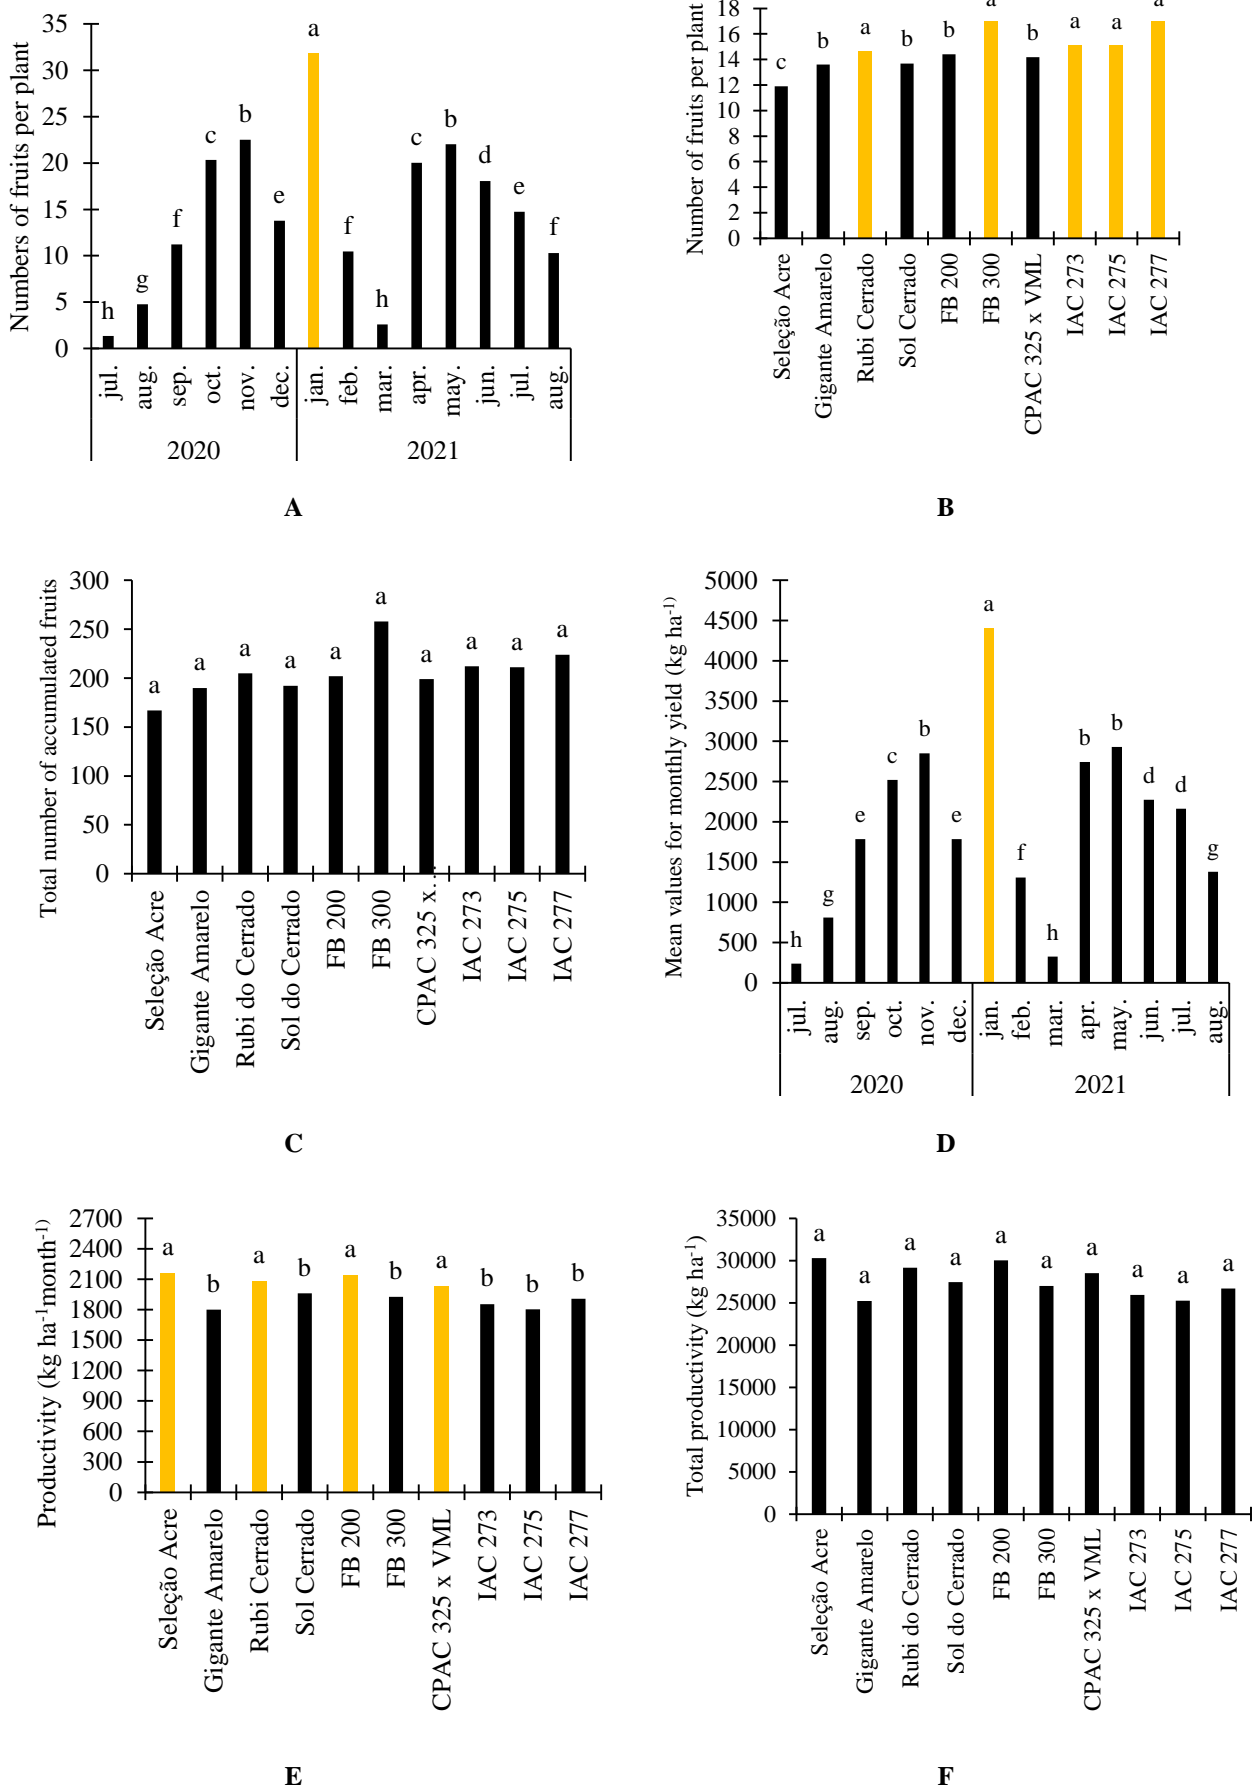 Numbers of fruits per plant
35
30
25
20
15
10
5
0
h
g
f
c
b
e
a
f
h
c
b
d
e
f
jul.
aug.
sep.
oct.
nov.
dec.
jan.
feb.
mar.
apr.
may.
jun.
jul.
aug.
2020
2021
A
Number of fruits per plant
18
16
14
12
10
8
6
4
2
0
c
b
a
b
b
a
b
a
a
a
Seleção Acre
Gigante Amarelo
Rubi Cerrado
Sol Cerrado
FB 200
FB 300
CPAC 325 x VML
IAC 273
IAC 275
IAC 277
B
Total number of accumulated fruits
300
250
200
150
100
50
0
a
a
a
a
a
a
a
a
a
a
Seleção Acre
Gigante Amarelo
Rubi do Cerrado
Sol do Cerrado
FB 200
FB 300
CPAC 325 x…
IAC 273
IAC 275
IAC 277
C
Mean values for monthly yield (kg ha-1)
5000
4500
4000
3500
3000
2500
2000
1500
1000
500
0
h
g
e
c
b
e
a
f
h
b
b
d
d
g
jul.
aug.
sep.
oct.
nov.
dec.
jan.
feb.
mar.
apr.
may.
jun.
jul.
aug.
2020
2021
D
Productivity (kg ha-1month-1)
2700
2400
2100
1800
1500
1200
900
600
300
0
a
b
a
b
a
b
a
b
b
b
Seleção Acre
Gigante Amarelo
Rubi Cerrado
Sol Cerrado
FB 200
FB 300
CPAC 325 x VML
IAC 273
IAC 275
IAC 277
E
Total productivity (kg ha-1)
35000
30000
25000
20000
15000
10000
5000
0
a
a
a
a
a
a
a
a
a
a
Seleção Acre
Gigante Amarelo
Rubi do Cerrado
Sol do Cerrado
FB 200
FB 300
CPAC 325 x VML
IAC 273
IAC 275
IAC 277
F